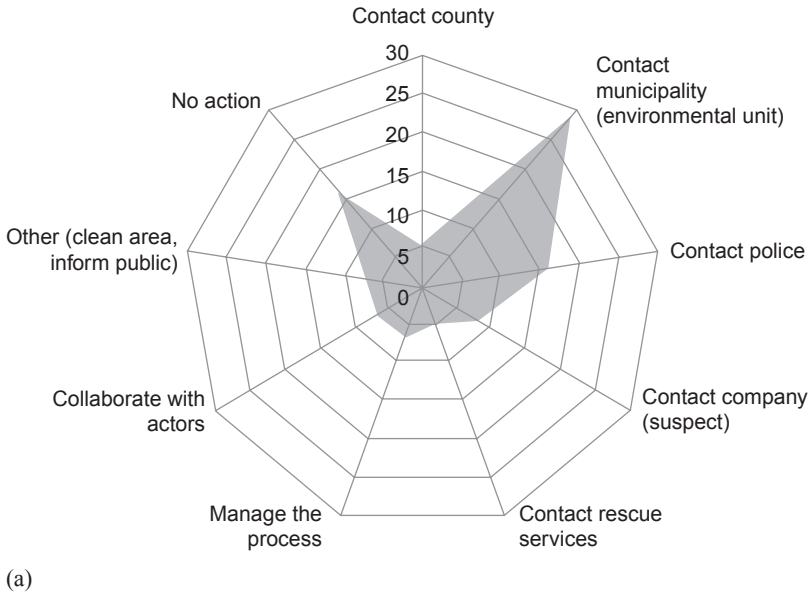 Contact county
30
25
20
15
10
5
0
Contact
municipality
(environmental unit)
Contact police
Contact company
(suspect)
Contact rescue
services
Manage the
process
Collaborate with
actors
Other (clean area,
inform public)
No action
(a)